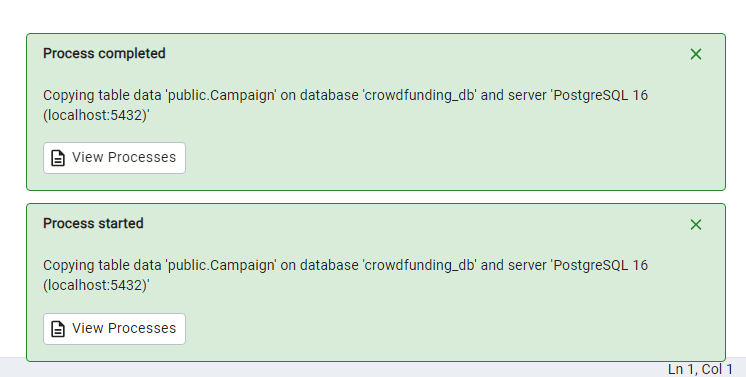 Process completed
Copying table data 'public.Campaign' on database 'crowdfunding_db' and server 'PostgreSQL 16
(localhost:5432)'
View Processes
Process started
Copying table data 'public.Campaign' on database 'crowdfunding_db' and server 'PostgreSQL 16
(localhost:5432)'
View Processes
Ln 1, Col 1